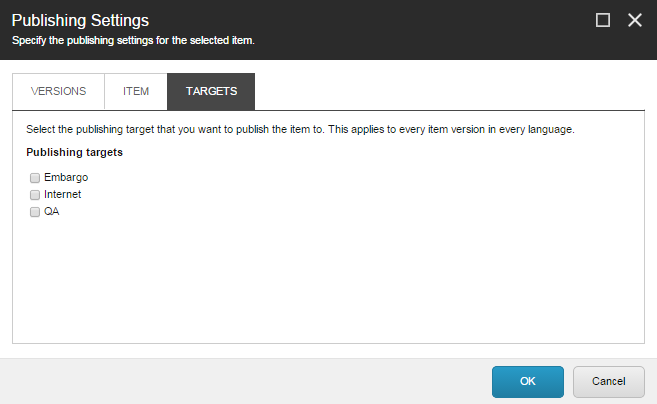 Publishing Settings
Specify the publishing settings for the selected item.
VERSIONS ITEM TARGETS
Select the publishing target that you want to publish the item to. This applies to every item version in every language.
Publishing targets
Embargo
Internet
QA
OK Cancel